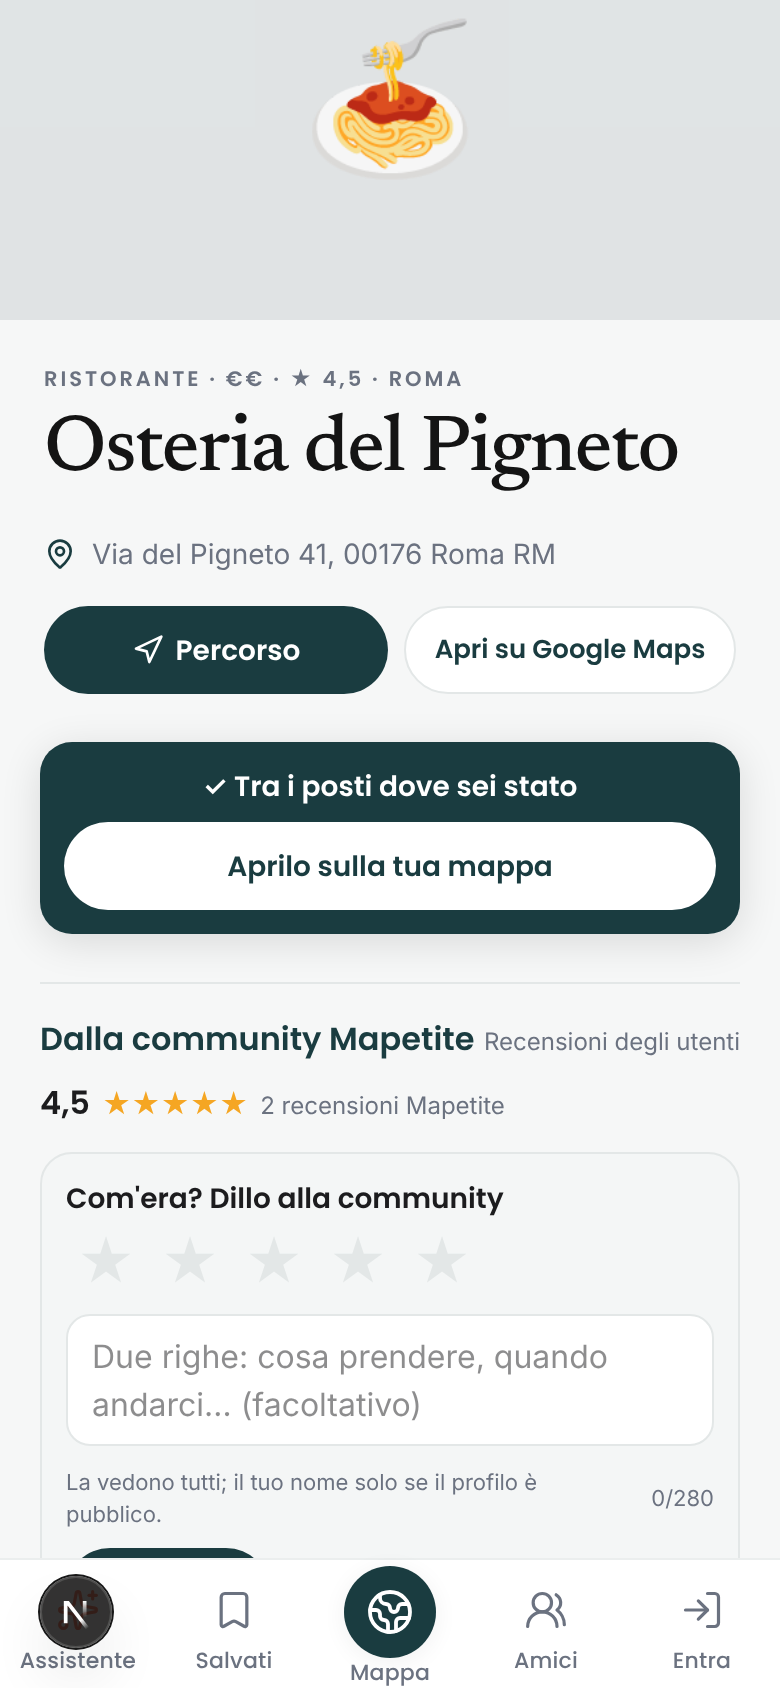 RISTORANTE · €€ · ★ 4,5 · ROMA
Osteria del Pigneto
Via del Pigneto 41, 00176 Roma RM
Percorso
Apri su Google Maps
✓ Tra i posti dove sei stato
Aprilo sulla tua mappa
Dalla community Mapetite Recensioni degli utenti
4,5 ★★★★★ 2 recensioni Mapetite
Com'era? Dillo alla community
★ ★ ★ ★ ★
Due righe: cosa prendere, quando
andarci... (facoltativo)
La vedono tutti; il tuo nome solo se il profilo è
pubblico.
0/280
N
Assistente
Salvati
Mappa
Amici
Entra